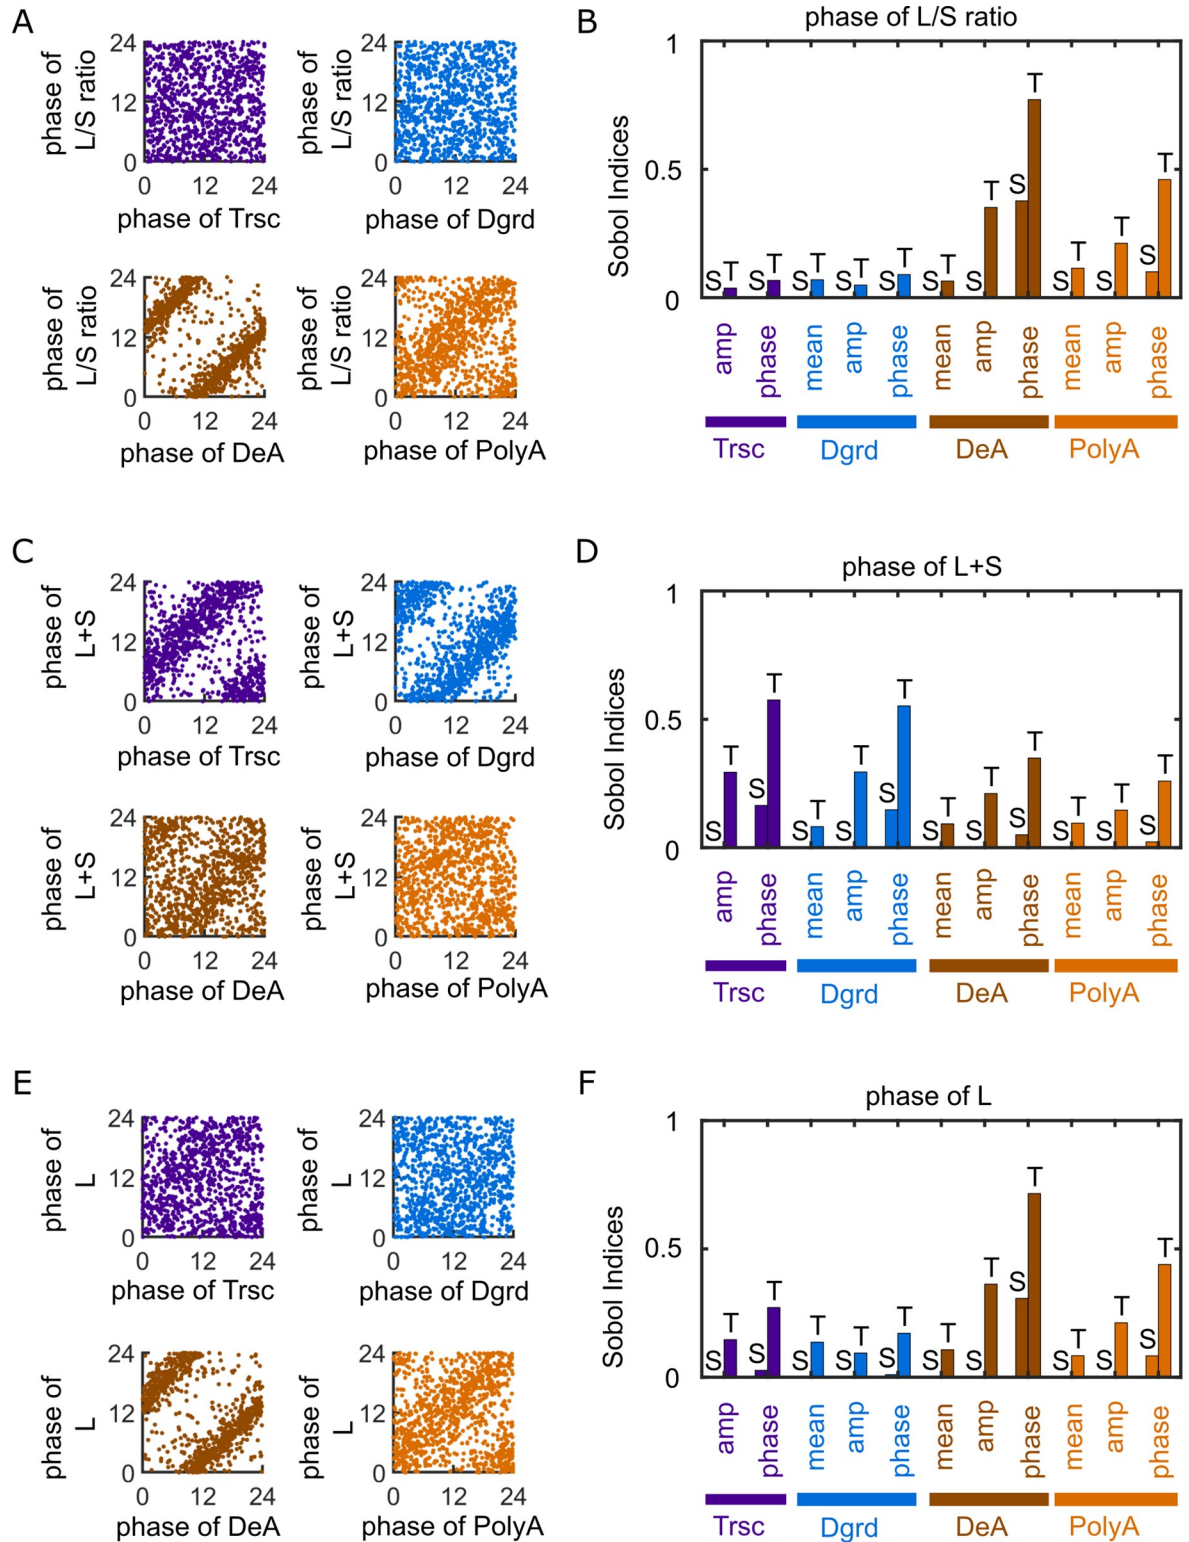 A
phase of
L/S ratio
24
12
0
0 12 24
phase of Trsc
phase of
L/S ratio
24
12
0
0 12 24
phase of Dgrd
phase of
L/S ratio
24
12
0
0 12 24
phase of DeA
phase of
L/S ratio
24
12
0
0 12 24
phase of PolyA
B
phase of L/S ratio
Sobol Indices
1
0.5
0
S T S T S T S T S T S T S T S T S T S T S T
amp phase mean amp phase mean amp phase mean amp phase
Trsc Dgrd DeA PolyA
C
phase of
L+S
24
12
0
0 12 24
phase of Trsc
phase of
L+S
24
12
0
0 12 24
phase of Dgrd
phase of
L+S
24
12
0
0 12 24
phase of DeA
phase of
L+S
24
12
0
0 12 24
phase of PolyA
D
phase of L+S
Sobol Indices
1
0.5
0
S T S T S T S T S T S T S T S T S T S T S T
amp phase mean amp phase mean amp phase mean amp phase
Trsc Dgrd DeA PolyA
E
phase of
L
24
12
0
0 12 24
phase of Trsc
phase of
L
24
12
0
0 12 24
phase of Dgrd
phase of
L
24
12
0
0 12 24
phase of DeA
phase of
L
24
12
0
0 12 24
phase of PolyA
F
phase of L
Sobol Indices
1
0.5
0
S T S T S T S T S T S T S T S T S T S T S T
amp phase mean amp phase mean amp phase mean amp phase
Trsc Dgrd DeA PolyA